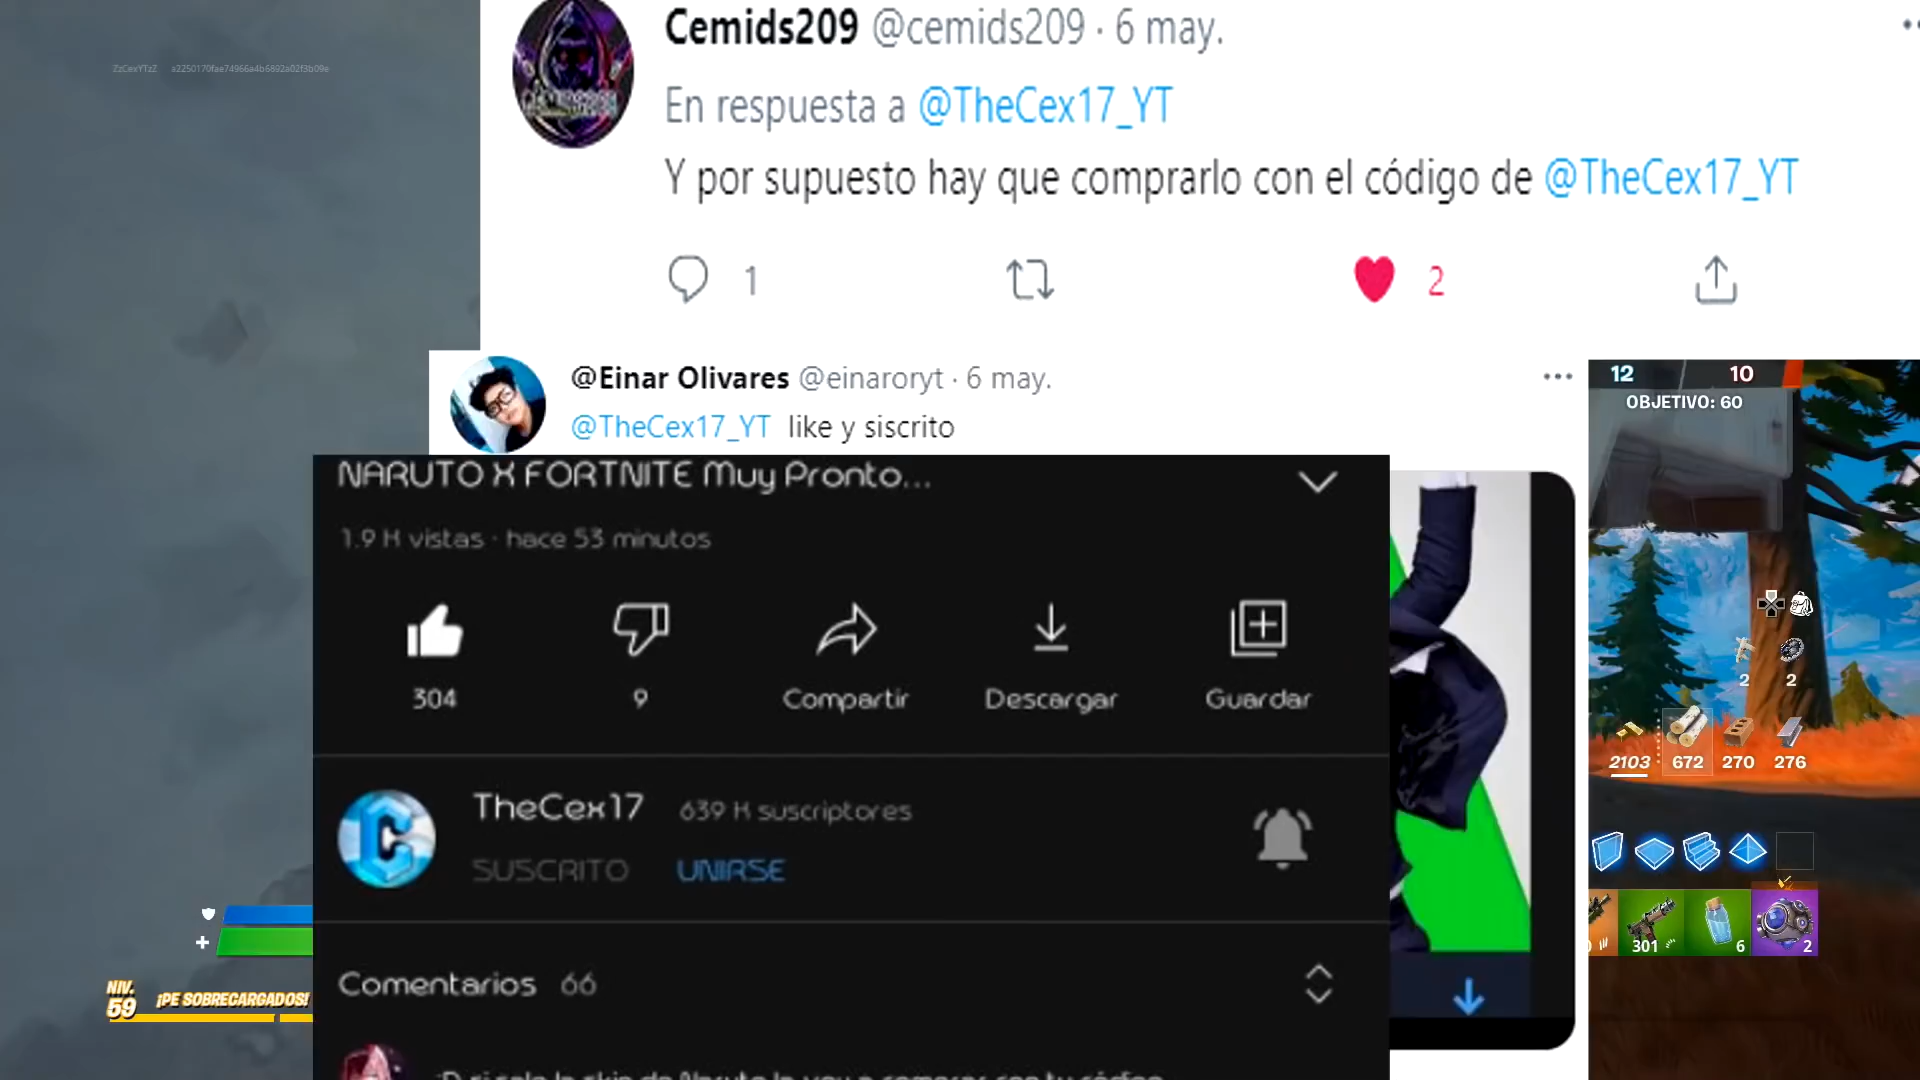 Cemids209 @cemids209 · 6 may.
En respuesta a @TheCex17_YT
Y por supuesto hay que comprarlo con el código de @TheCex17_YT
1 2
ZzCexYTzZ a2250170fae74966a4b6892a02f3b09e
@Einar Olivares @einaroryt · 6 may.
@TheCex17_YT like y siscrito
NARUTO X FORTNITE Muy Pronto...
1.9 K vistas · hace 53 minutos
304 9 Compartir Descargar Guardar
TheCex17 639 K suscriptores
SUSCRITO UNIRSE
Comentarios 66
12 10
OBJETIVO: 60
2 2
2103 672 270 276
301 6 2
NIV.
59 ¡PE SOBRECARGADOS!